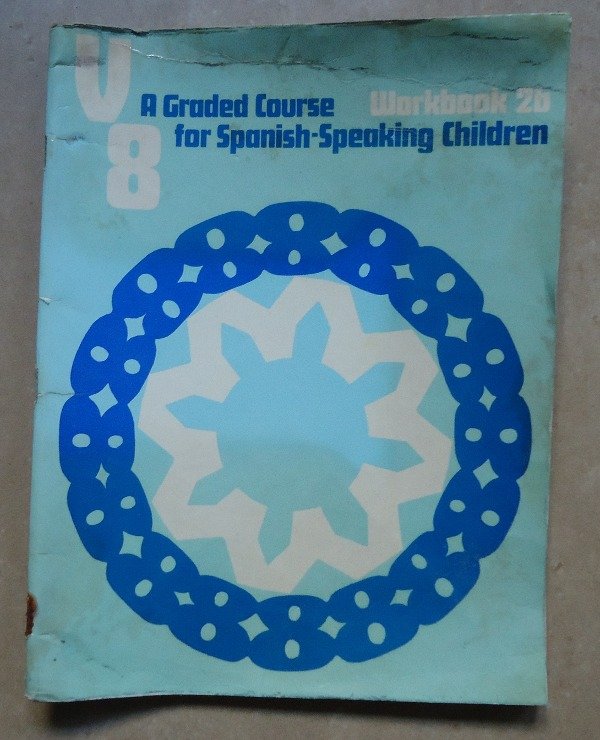 V
A Graded Course Workbook 2b
for Spanish-Speaking Children
8